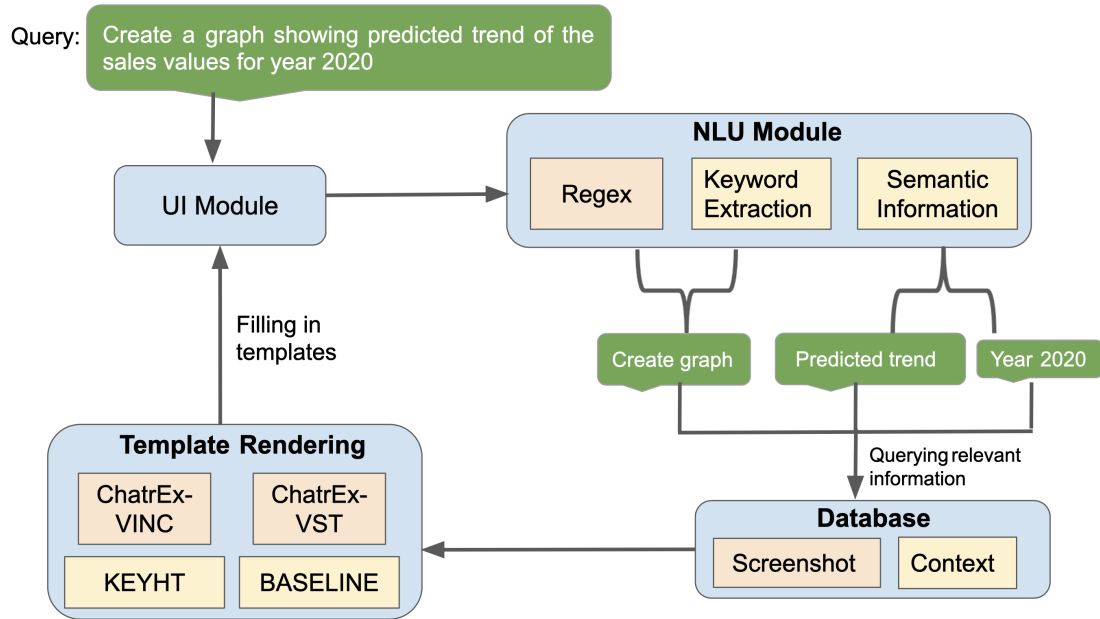 Query:
Create a graph showing predicted trend of the
sales values for year 2020
UI Module
NLU Module
Regex
Keyword
Extraction
Semantic
Information
Filling in
templates
Create graph
Predicted trend
Year 2020
Querying relevant
information
Template Rendering
ChatrEx-
VINC
ChatrEx-
VST
KEYHT
BASELINE
Database
Screenshot
Context